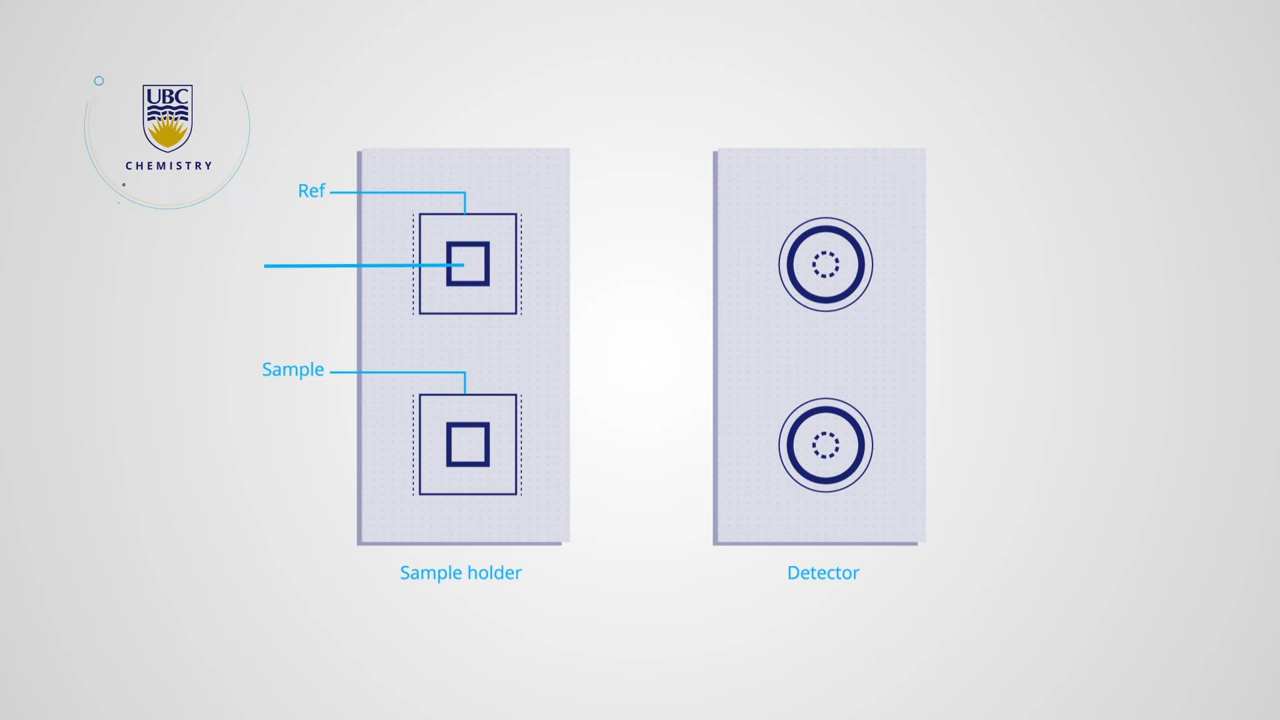 UBC
CHEMISTRY
Ref
Sample
Sample holder
Detector